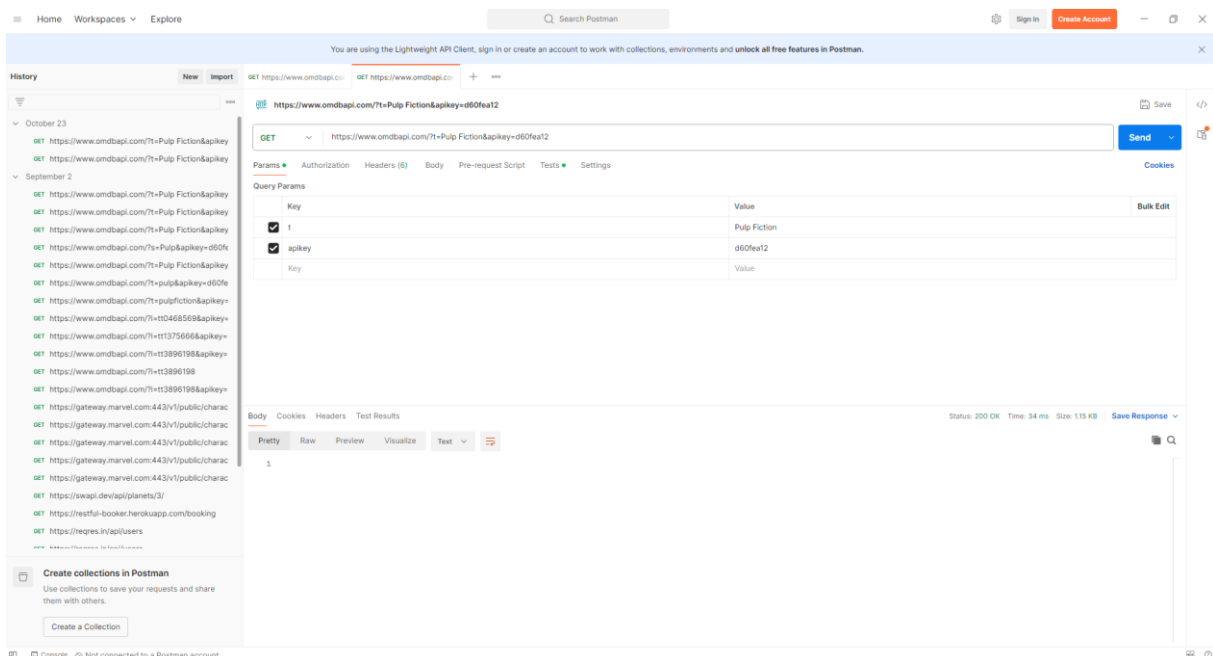 Home Workspaces Explore
Search Postman
Sign In Create Account
You are using the Lightweight API Client, sign in or create an account to work with collections, environments and unlock all free features in Postman.
History New Import
October 23
GET https://www.omdbapi.com/?t=Pulp Fiction&apikey
GET https://www.omdbapi.com/?t=Pulp Fiction&apikey
September 2
GET https://www.omdbapi.com/?t=Pulp Fiction&apikey
GET https://www.omdbapi.com/?t=Pulp Fiction&apikey
GET https://www.omdbapi.com/?t=Pulp Fiction&apikey
GET https://www.omdbapi.com/?s=Pulp&apikey=d60fe
GET https://www.omdbapi.com/?t=Pulp Fiction&apikey
GET https://www.omdbapi.com/?t=pulp&apikey=d60fe
GET https://www.omdbapi.com/?t=pulpfiction&apikey=
GET https://www.omdbapi.com/?i=tt0468569&apikey=
GET https://www.omdbapi.com/?i=tt1375666&apikey=
GET https://www.omdbapi.com/?i=tt3896198&apikey=
GET https://www.omdbapi.com/?i=tt3896198
GET https://www.omdbapi.com/?i=tt3896198&apikey=
GET https://gateway.marvel.com:443/v1/public/charac
GET https://gateway.marvel.com:443/v1/public/charac
GET https://gateway.marvel.com:443/v1/public/charac
GET https://gateway.marvel.com:443/v1/public/charac
GET https://gateway.marvel.com:443/v1/public/charac
GET https://swapi.dev/api/planets/3/
GET https://restful-booker.herokuapp.com/booking
GET https://reqres.in/api/users
Create collections in Postman
Use collections to save your requests and share
them with others.
Create a Collection
GET https://www.omdbapi.co GET https://www.omdbapi.co
https://www.omdbapi.com/?t=Pulp Fiction&apikey=d60fea12 Save
GET https://www.omdbapi.com/?t=Pulp Fiction&apikey=d60fea12 Send
Params Authorization Headers (6) Body Pre-request Script Tests Settings Cookies
Query Params
Key Value Bulk Edit
t Pulp Fiction
apikey d60fea12
Key Value
Body Cookies Headers Test Results Status: 200 OK Time: 34 ms Size: 1.15 KB Save Response
Pretty Raw Preview Visualize Text
1
Console Not connected to a Postman account